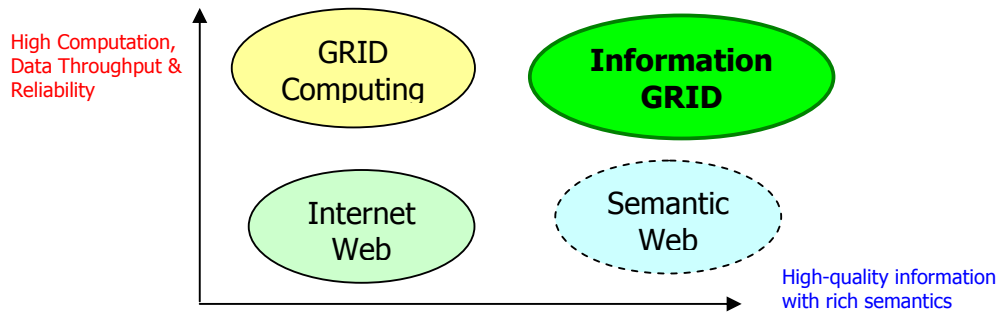 High Computation,
Data Throughput &
Reliability
GRID
Computing
Information
GRID
Internet
Web
Semantic
Web
High-quality information
with rich semantics